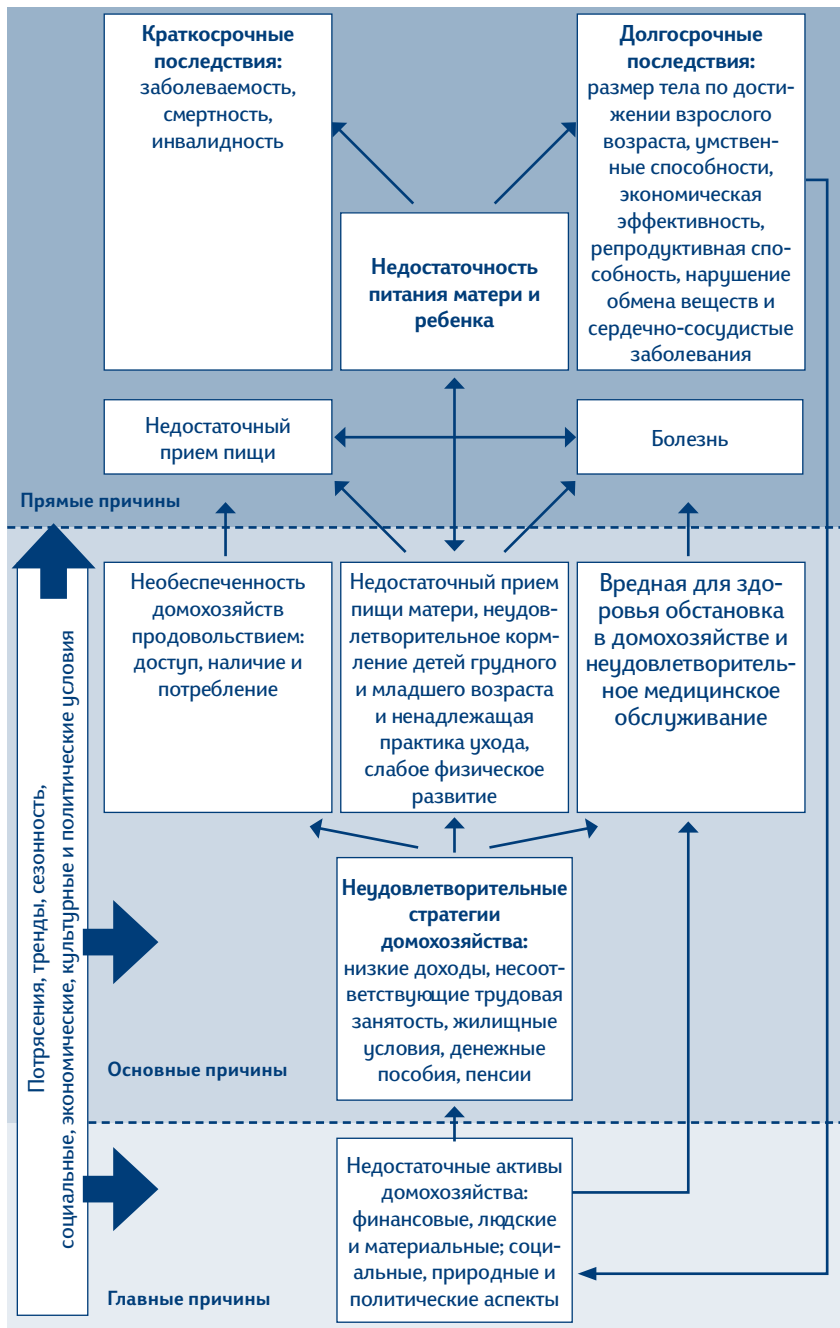 Краткосрочные
последствия:
заболеваемость,
смертность,
инвалидность
Долгосрочные
последствия:
размер тела по дости-
жении взрослого
возраста, умствен-
ные способности,
экономическая
эффективность,
репродуктивная спо-
собность, нарушение
обмена веществ и
сердечно-сосудистые
заболевания
Недостаточность
питания матери и
ребенка
Недостаточный
прием пищи
Болезнь
Прямые причины
Необеспеченность
домохозяйств
продовольствием:
доступ, наличие и
потребление
Недостаточный прием
пищи матери, неудов-
летворительное корм-
ление детей грудного
и младшего возраста
и ненадлежащая
практика ухода,
слабое физическое
развитие
Вредная для здо-
ровья обстановка
в домохозяйстве и
неудовлетворитель-
ное медицинское
обслуживание
Потрясения, тренды, сезонность,
социальные, экономические, культурные и политические условия
Неудовлетворительные
стратегии
домохозяйства:
низкие доходы, несоот-
ветствующие трудовая
занятость, жилищные
условия, денежные
пособия, пенсии
Основные причины
Недостаточные активы
домохозяйства:
финансовые, людские
и материальные; соци-
альные, природные и
политические аспекты
Главные причины